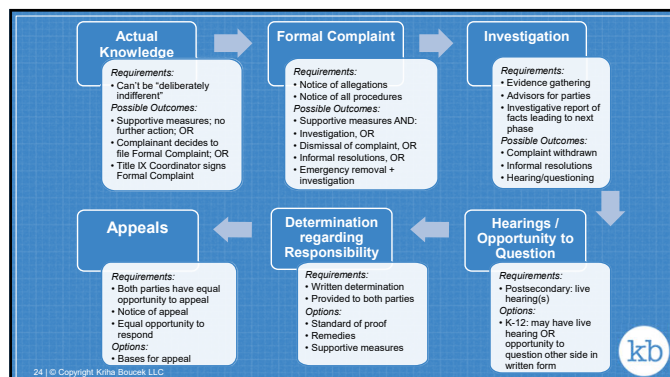 Actual
Knowledge
Requirements:
• Can't be "deliberately
indifferent"
Possible Outcomes:
• Supportive measures; no
further action; OR
• Complainant decides to
file Formal Complaint; OR
• Title IX Coordinator signs
Formal Complaint
Formal Complaint
Requirements:
• Notice of allegations
• Notice of all procedures
Possible Outcomes:
• Supportive measures AND:
• Investigation, OR
• Dismissal of complaint, OR
• Informal resolutions, OR
• Emergency removal +
investigation
Investigation
Requirements:
• Evidence gathering
• Advisors for parties
• Investigative report of
facts leading to next
phase
Possible Outcomes:
• Complaint withdrawn
• Informal resolutions
• Hearing/questioning
Hearings /
Opportunity to
Question
Requirements:
• Postsecondary: live
hearing(s)
Options:
• K-12: may have live
hearing OR
opportunity to
question other side in
written form
Determination
regarding
Responsibility
Requirements:
• Written determination
• Provided to both parties
Options:
• Standard of proof
• Remedies
• Supportive measures
Appeals
Requirements:
• Both parties have equal
opportunity to appeal
• Notice of appeal
• Equal opportunity to
respond
Options:
• Bases for appeal
24 | © Copyright Kriha Boucek LLC
kb